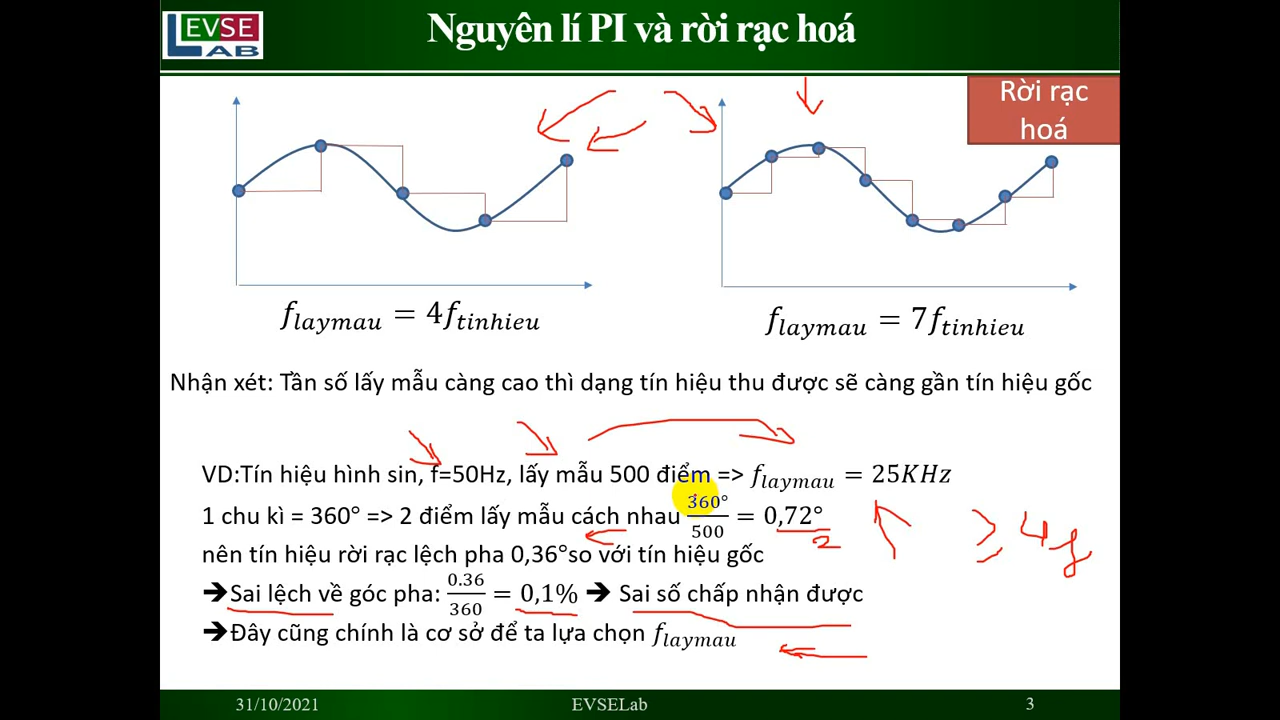 EVSE
LAB
Nguyên lí PI và rời rạc hoá
Rời rạc
hoá
f_laymau = 4f_tinhieu
f_laymau = 7f_tinhieu
Nhận xét: Tần số lấy mẫu càng cao thì dạng tín hiệu thu được sẽ càng gần tín hiệu gốc
VD:Tín hiệu hình sin, f=50Hz, lấy mẫu 500 điểm => f_laymau = 25KHz
1 chu kì = 360° => 2 điểm lấy mẫu cách nhau 360°/500 = 0,72°
2
≥ 4f
nên tín hiệu rời rạc lệch pha 0,36°so với tín hiệu gốc
➔Sai lệch về góc pha: 0.36/360 = 0,1% ➔ Sai số chấp nhận được
➔Đây cũng chính là cơ sở để ta lựa chọn f_laymau
31/10/2021 EVSELab 3